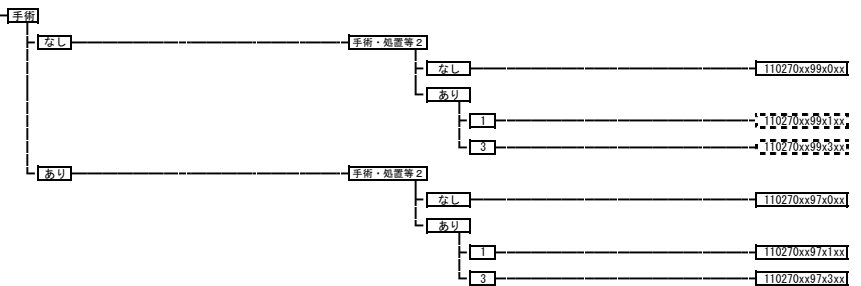 手術
なし 手術・処置等2
なし 110270xx99x0xx
あり
1 110270xx99x1xx
3 110270xx99x3xx
あり 手術・処置等2
なし 110270xx97x0xx
あり
1 110270xx97x1xx
3 110270xx97x3xx